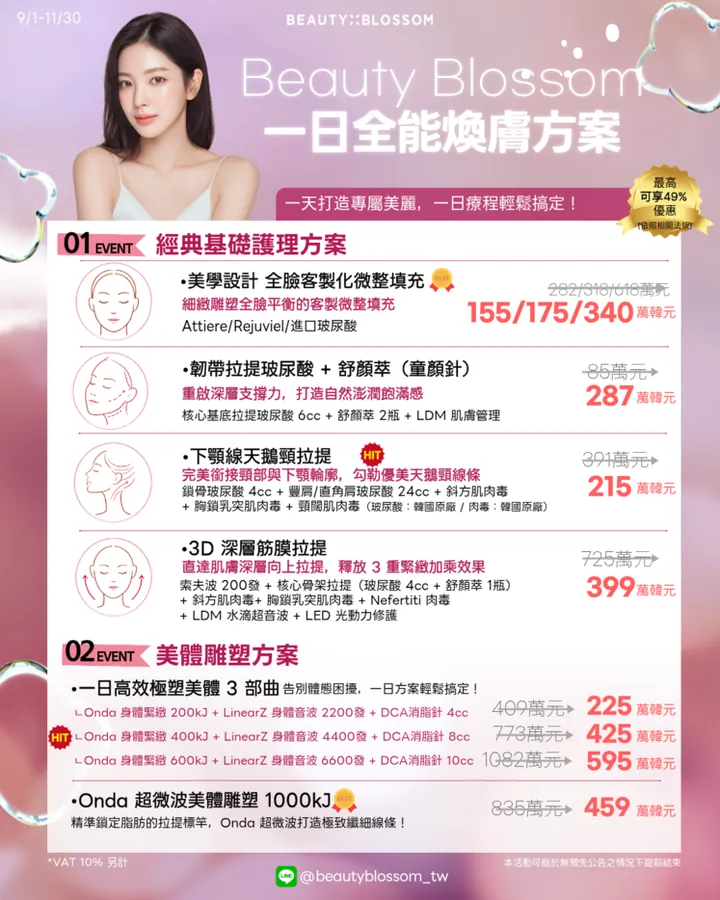 9/1-11/30
BEAUTY BLOSSOM
Beauty Blossom
一日全能煥膚方案
一天打造專屬美麗，一日療程輕鬆搞定！
最高
可享49%
優惠
(依照相關法規)
01 EVENT 經典基礎護理方案
•美學設計 全臉客製化微整填充
細緻雕塑全臉平衡的客製微整填充
Attiere/Rejuviel/進口玻尿酸
282/318/618萬元
155/175/340 萬韓元
•韌帶拉提玻尿酸 + 舒顏萃（童顏針）
重啟深層支撐力，打造自然澎潤飽滿感
核心基底拉提玻尿酸 6cc + 舒顏萃 2瓶 + LDM 肌膚管理
85萬元
287 萬韓元
•下顎線天鵝頸拉提 HIT
完美銜接頸部與下顎輪廓，勾勒優美天鵝頸線條
鎖骨玻尿酸 4cc + 豐肩/直角肩玻尿酸 24cc + 斜方肌肉毒
+ 胸鎖乳突肌肉毒 + 頸闊肌肉毒（玻尿酸：韓國原廠 / 肉毒：韓國原廠）
391萬元
215 萬韓元
•3D 深層筋膜拉提
直達肌膚深層向上拉提，釋放 3 重緊緻加乘效果
索夫波 200發 + 核心骨架拉提（玻尿酸 4cc + 舒顏萃 1瓶）
+ 斜方肌肉毒+ 胸鎖乳突肌肉毒 + Nefertiti 肉毒
+ LDM 水滴超音波 + LED 光動力修護
725萬元
399 萬韓元
02 EVENT 美體雕塑方案
•一日高效極塑美體 3 部曲 告別體態困擾，一日方案輕鬆搞定！
ㄴOnda 身體緊緻 200kJ + LinearZ 身體音波 2200發 + DCA消脂針 4cc 409萬元 225 萬韓元
HIT ㄴOnda 身體緊緻 400kJ + LinearZ 身體音波 4400發 + DCA消脂針 8cc 773萬元 425 萬韓元
ㄴOnda 身體緊緻 600kJ + LinearZ 身體音波 6600發 + DCA消脂針 10cc 1082萬元 595 萬韓元
•Onda 超微波美體雕塑 1000kJ
精準鎖定脂肪的拉提標竿，Onda 超微波打造極致纖細線條！
835萬元 459 萬韓元
*VAT 10% 另計
本活動可能於無預先公告之情況下提前結束
LINE @beautyblossom_tw